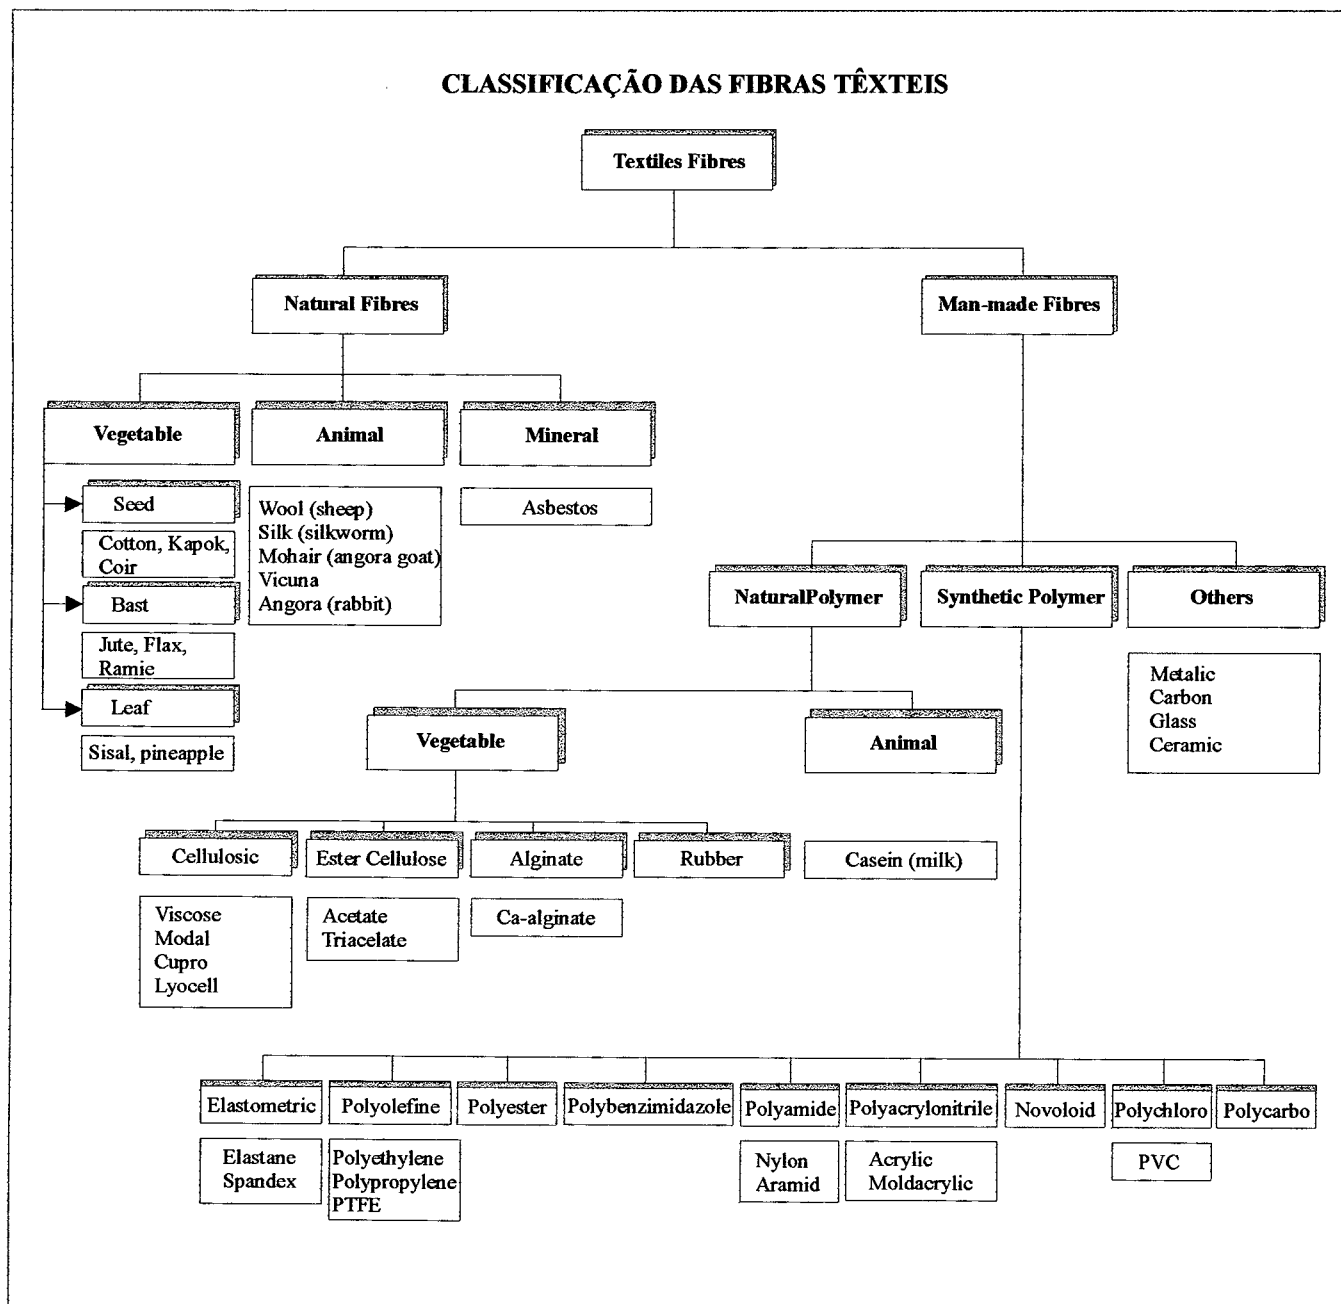 CLASSIFICAÇÃO DAS FIBRAS TÊXTEIS
Textiles Fibres
Natural Fibres
Man-made Fibres
Vegetable
Animal
Mineral
Seed
Cotton, Kapok,
Coir
Bast
Jute, Flax,
Ramie
Leaf
Sisal, pineapple
Wool (sheep)
Silk (silkworm)
Mohair (angora goat)
Vicuna
Angora (rabbit)
Asbestos
NaturalPolymer
Synthetic Polymer
Others
Metalic
Carbon
Glass
Ceramic
Vegetable
Animal
Cellulosic
Ester Cellulose
Alginate
Rubber
Casein (milk)
Viscose
Modal
Cupro
Lyocell
Acetate
Triacelate
Ca-alginate
Elastometric
Polyolefine
Polyester
Polybenzimidazole
Polyamide
Polyacrylonitrile
Novoloid
Polychloro
Polycarbo
Elastane
Spandex
Polyethylene
Polypropylene
PTFE
Nylon
Aramid
Acrylic
Moldacrylic
PVC